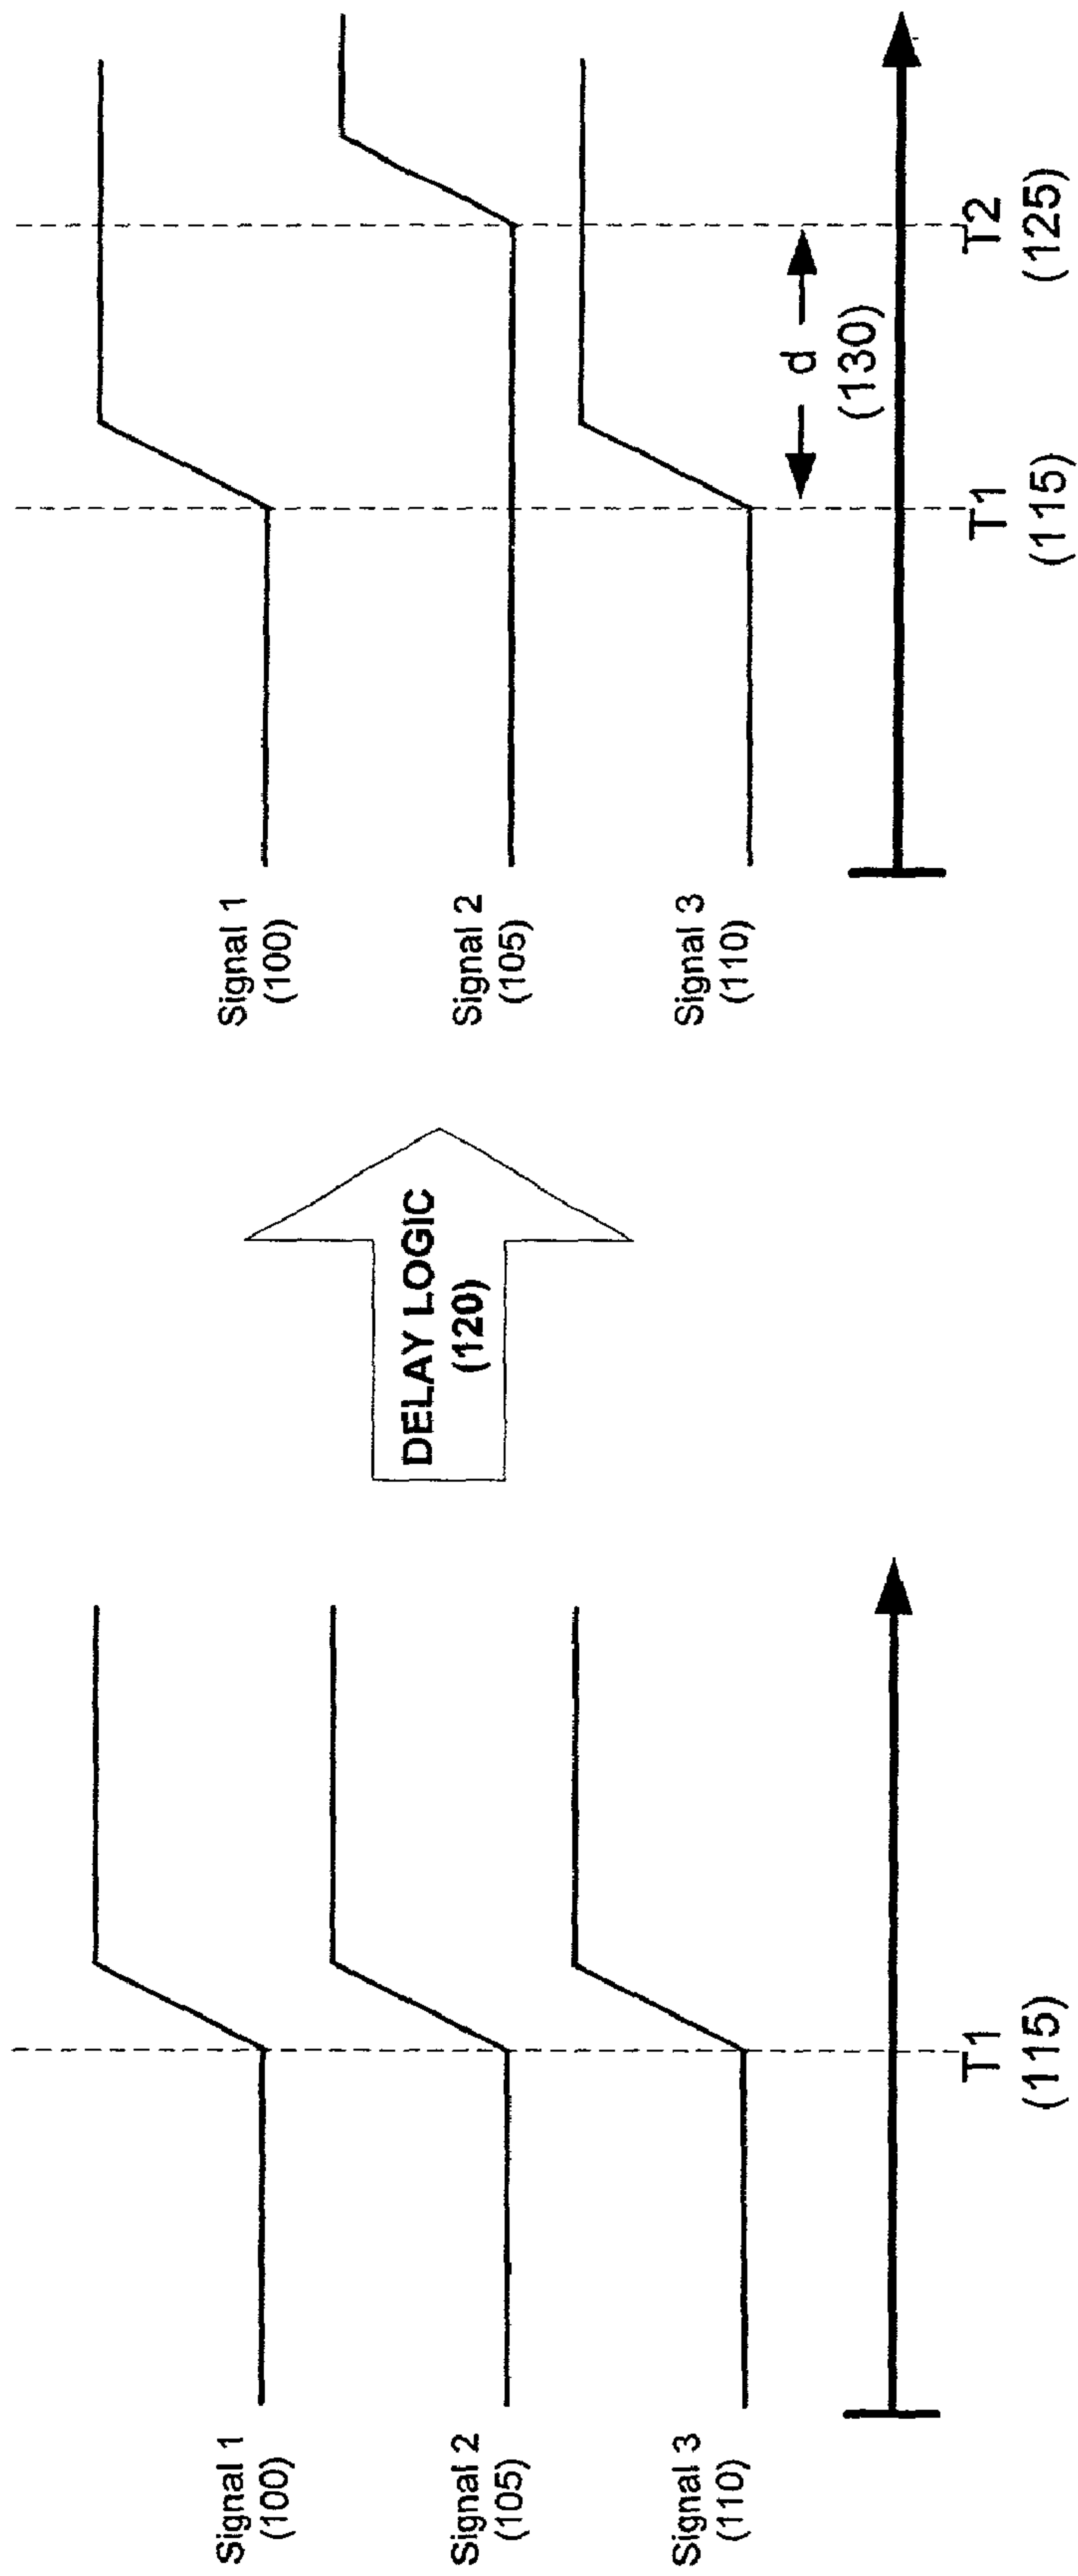 Signal 1
(100)
Signal 2
(105)
Signal 3
(110)
T1
(115)
DELAY LOGIC
(120)
Signal 1
(100)
Signal 2
(105)
Signal 3
(110)
d
(130)
T1
(115)
T2
(125)